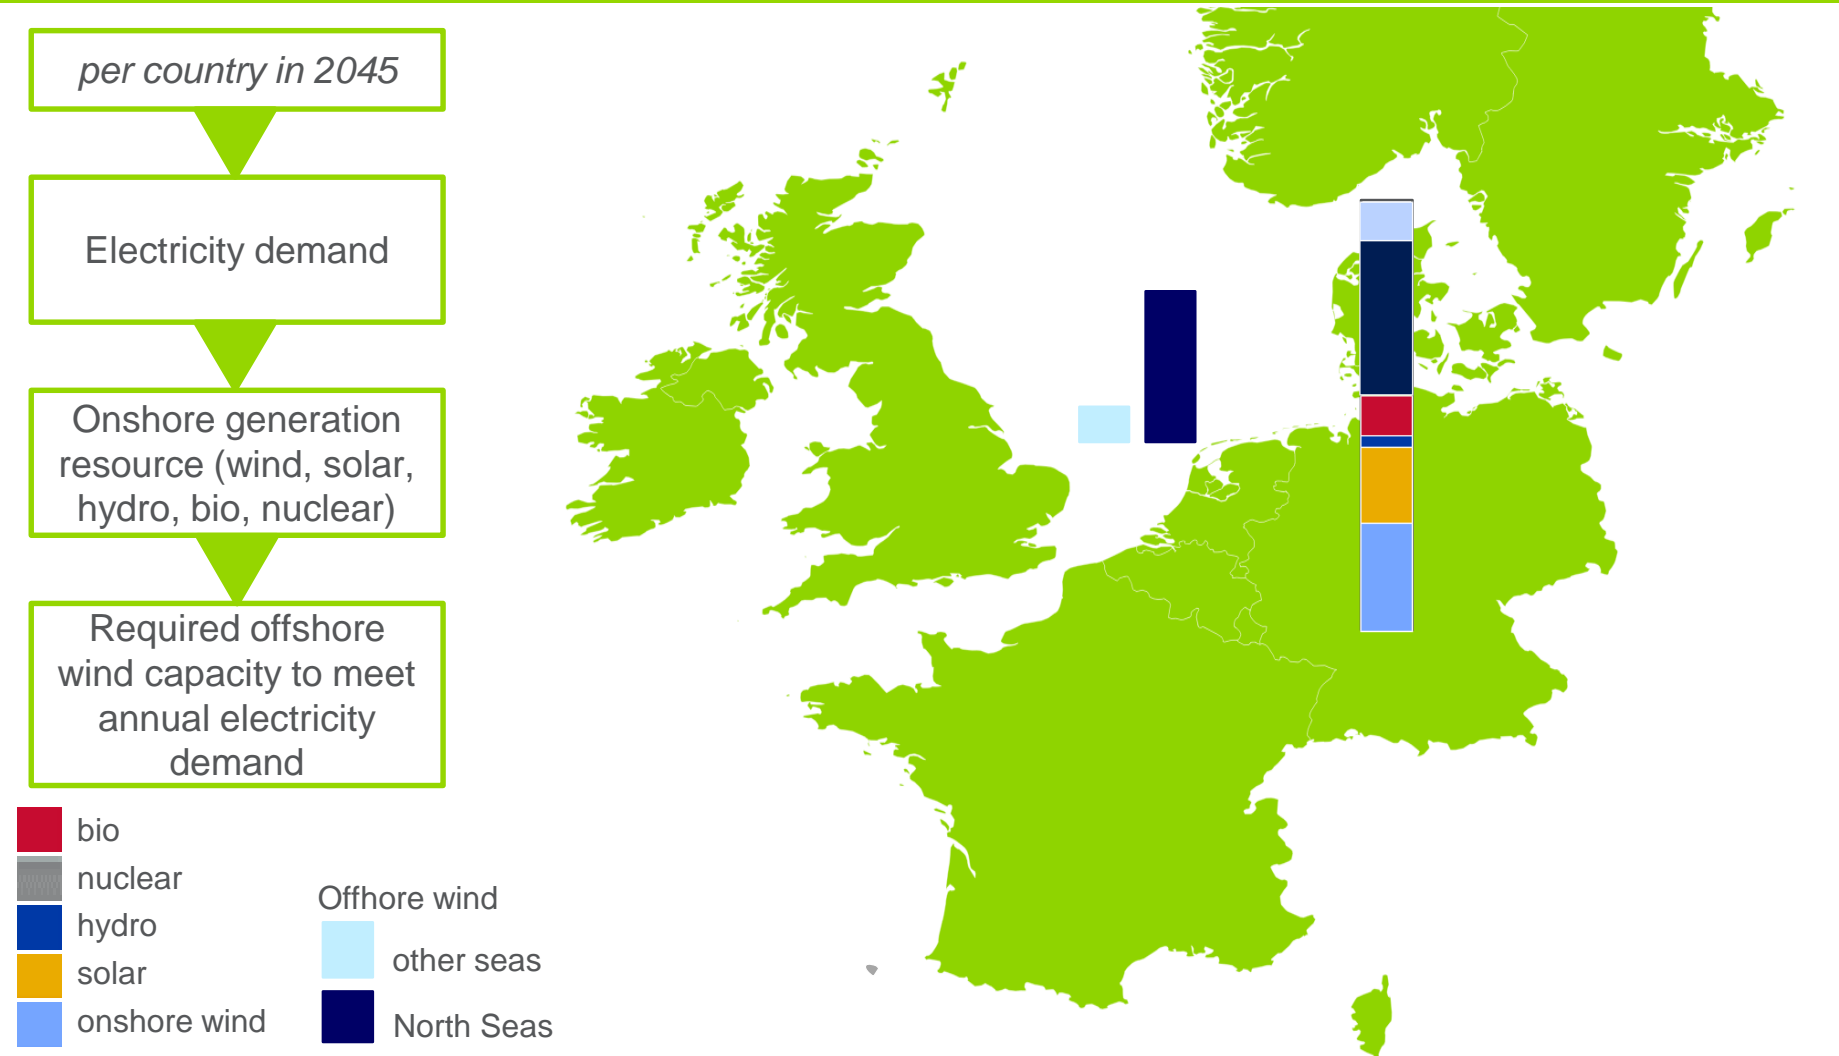 per country in 2045
Electricity demand
Onshore generation
resource (wind, solar,
hydro, bio, nuclear)
Required offshore
wind capacity to meet
annual electricity
demand
bio
nuclear
hydro
solar
onshore wind
Offhore wind
other seas
North Seas